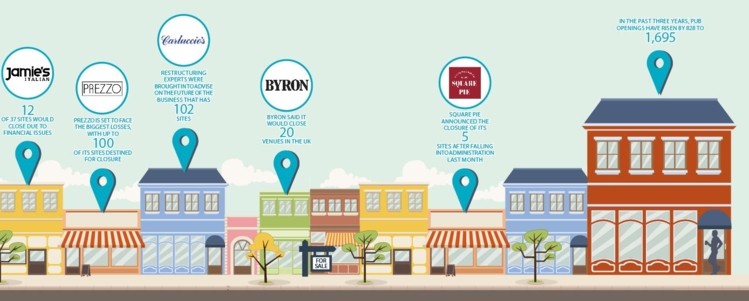 Jamie's
ITALIAN
12
OF 37 SITES WOULD
CLOSE DUE TO
FINANCIAL ISSUES
PREZZO
PREZZO IS SET TO FACE
THE BIGGEST LOSSES,
WITH UP TO
100
OF ITS SITES DESTINED
FOR CLOSURE
Carluccio's
RESTRUCTURING
EXPERTS WERE
BROUGHT IN TO ADVISE
ON THE FUTURE OF THE
BUSINESS THAT HAS
102
SITES
BYRON
BYRON SAID IT
WOULD CLOSE
20
VENUES IN THE UK
FOR
SALE
SQUARE
PIE
SQUARE PIE
ANNOUNCED THE
CLOSURE OF ITS
5
SITES AFTER FALLING
INTO ADMINISTRATION
LAST MONTH
IN THE PAST THREE YEARS, PUB
OPENINGS HAVE RISEN BY 828 TO
1,695